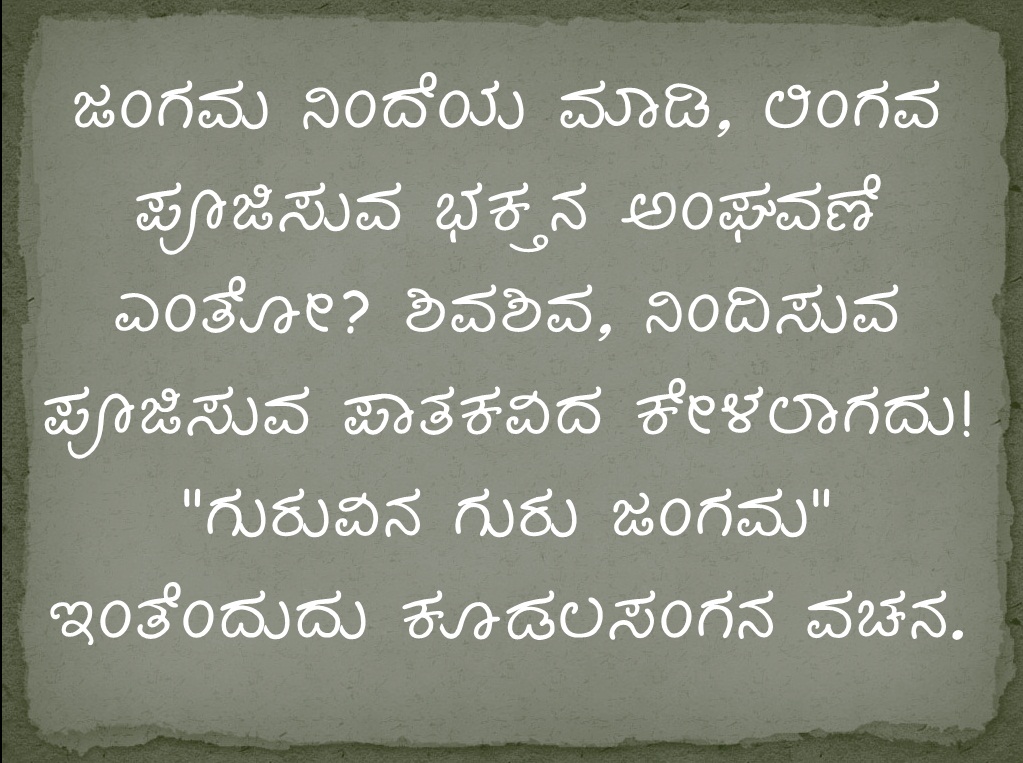 ಜಂಗಮ ನಿಂದೆಯ ಮಾಡಿ, ಲಿಂಗವ
ಪೂಜಿಸುವ ಭಕ್ತನ ಅಂಘವಣೆ
ಎಂತೋ? ಶಿವಶಿವ, ನಿಂದಿಸುವ
ಪೂಜಿಸುವ ಪಾತಕವಿದ ಕೇಳಲಾಗದು!
"ಗುರುವಿನ ಗುರು ಜಂಗಮ"
ಇಂತೆಂದುದು ಕೂಡಲಸಂಗನ ವಚನ.